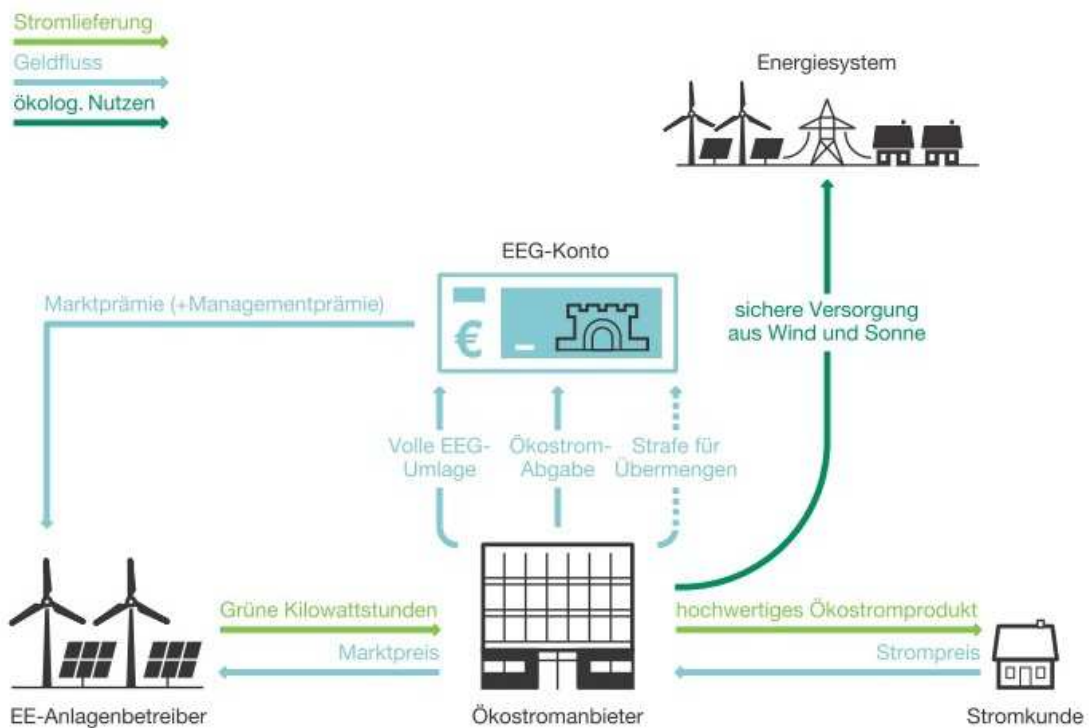 Stromlieferung
Geldfluss
ökolog. Nutzen
Energiesystem
EEG-Konto
Marktprämie (+Managementprämie)
€
sichere Versorgung
aus Wind und Sonne
Volle EEG-
Umlage
Ökostrom-
Abgabe
Strafe für
Übermengen
Grüne Kilowattstunden
Marktpreis
hochwertiges Ökostromprodukt
Strompreis
EE-Anlagenbetreiber
Ökostromanbieter
Stromkunde